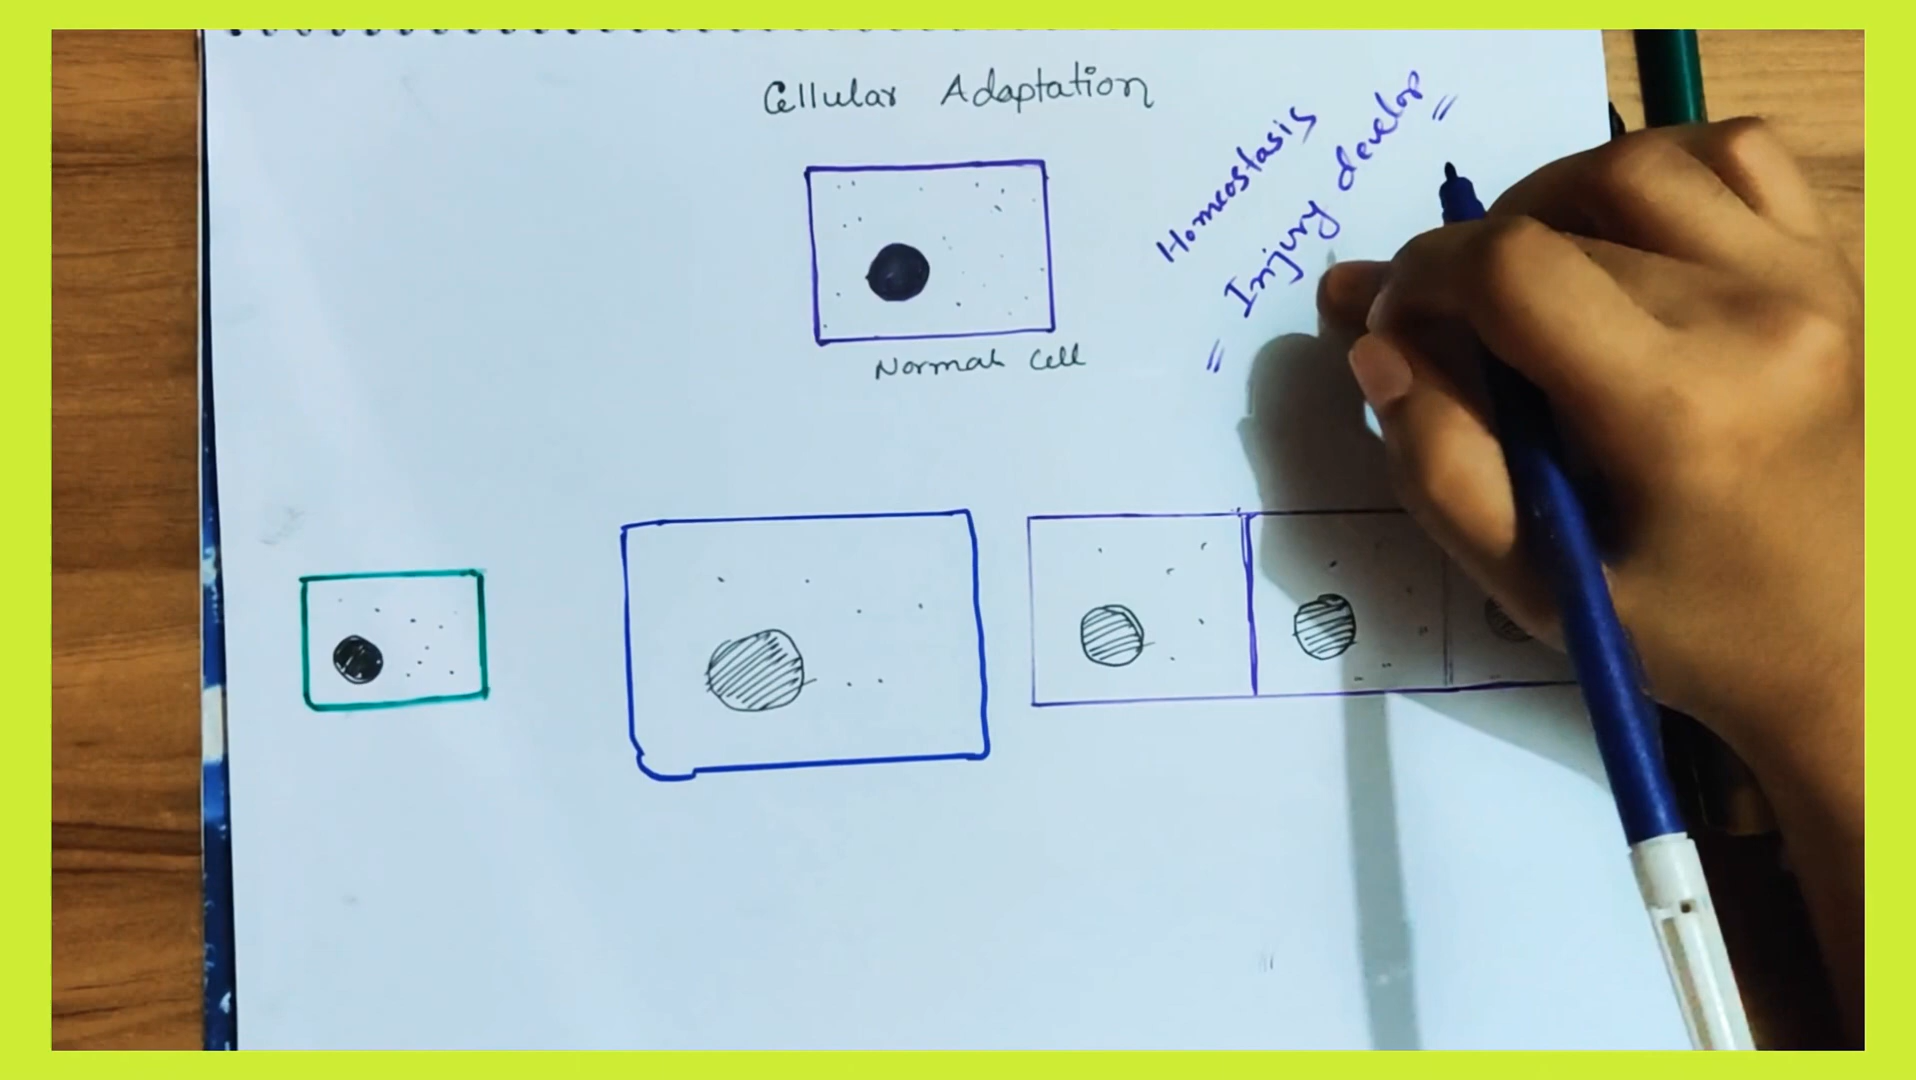 Cellular Adaptation
Homeostasis
"Injury develop"
Normal Cell